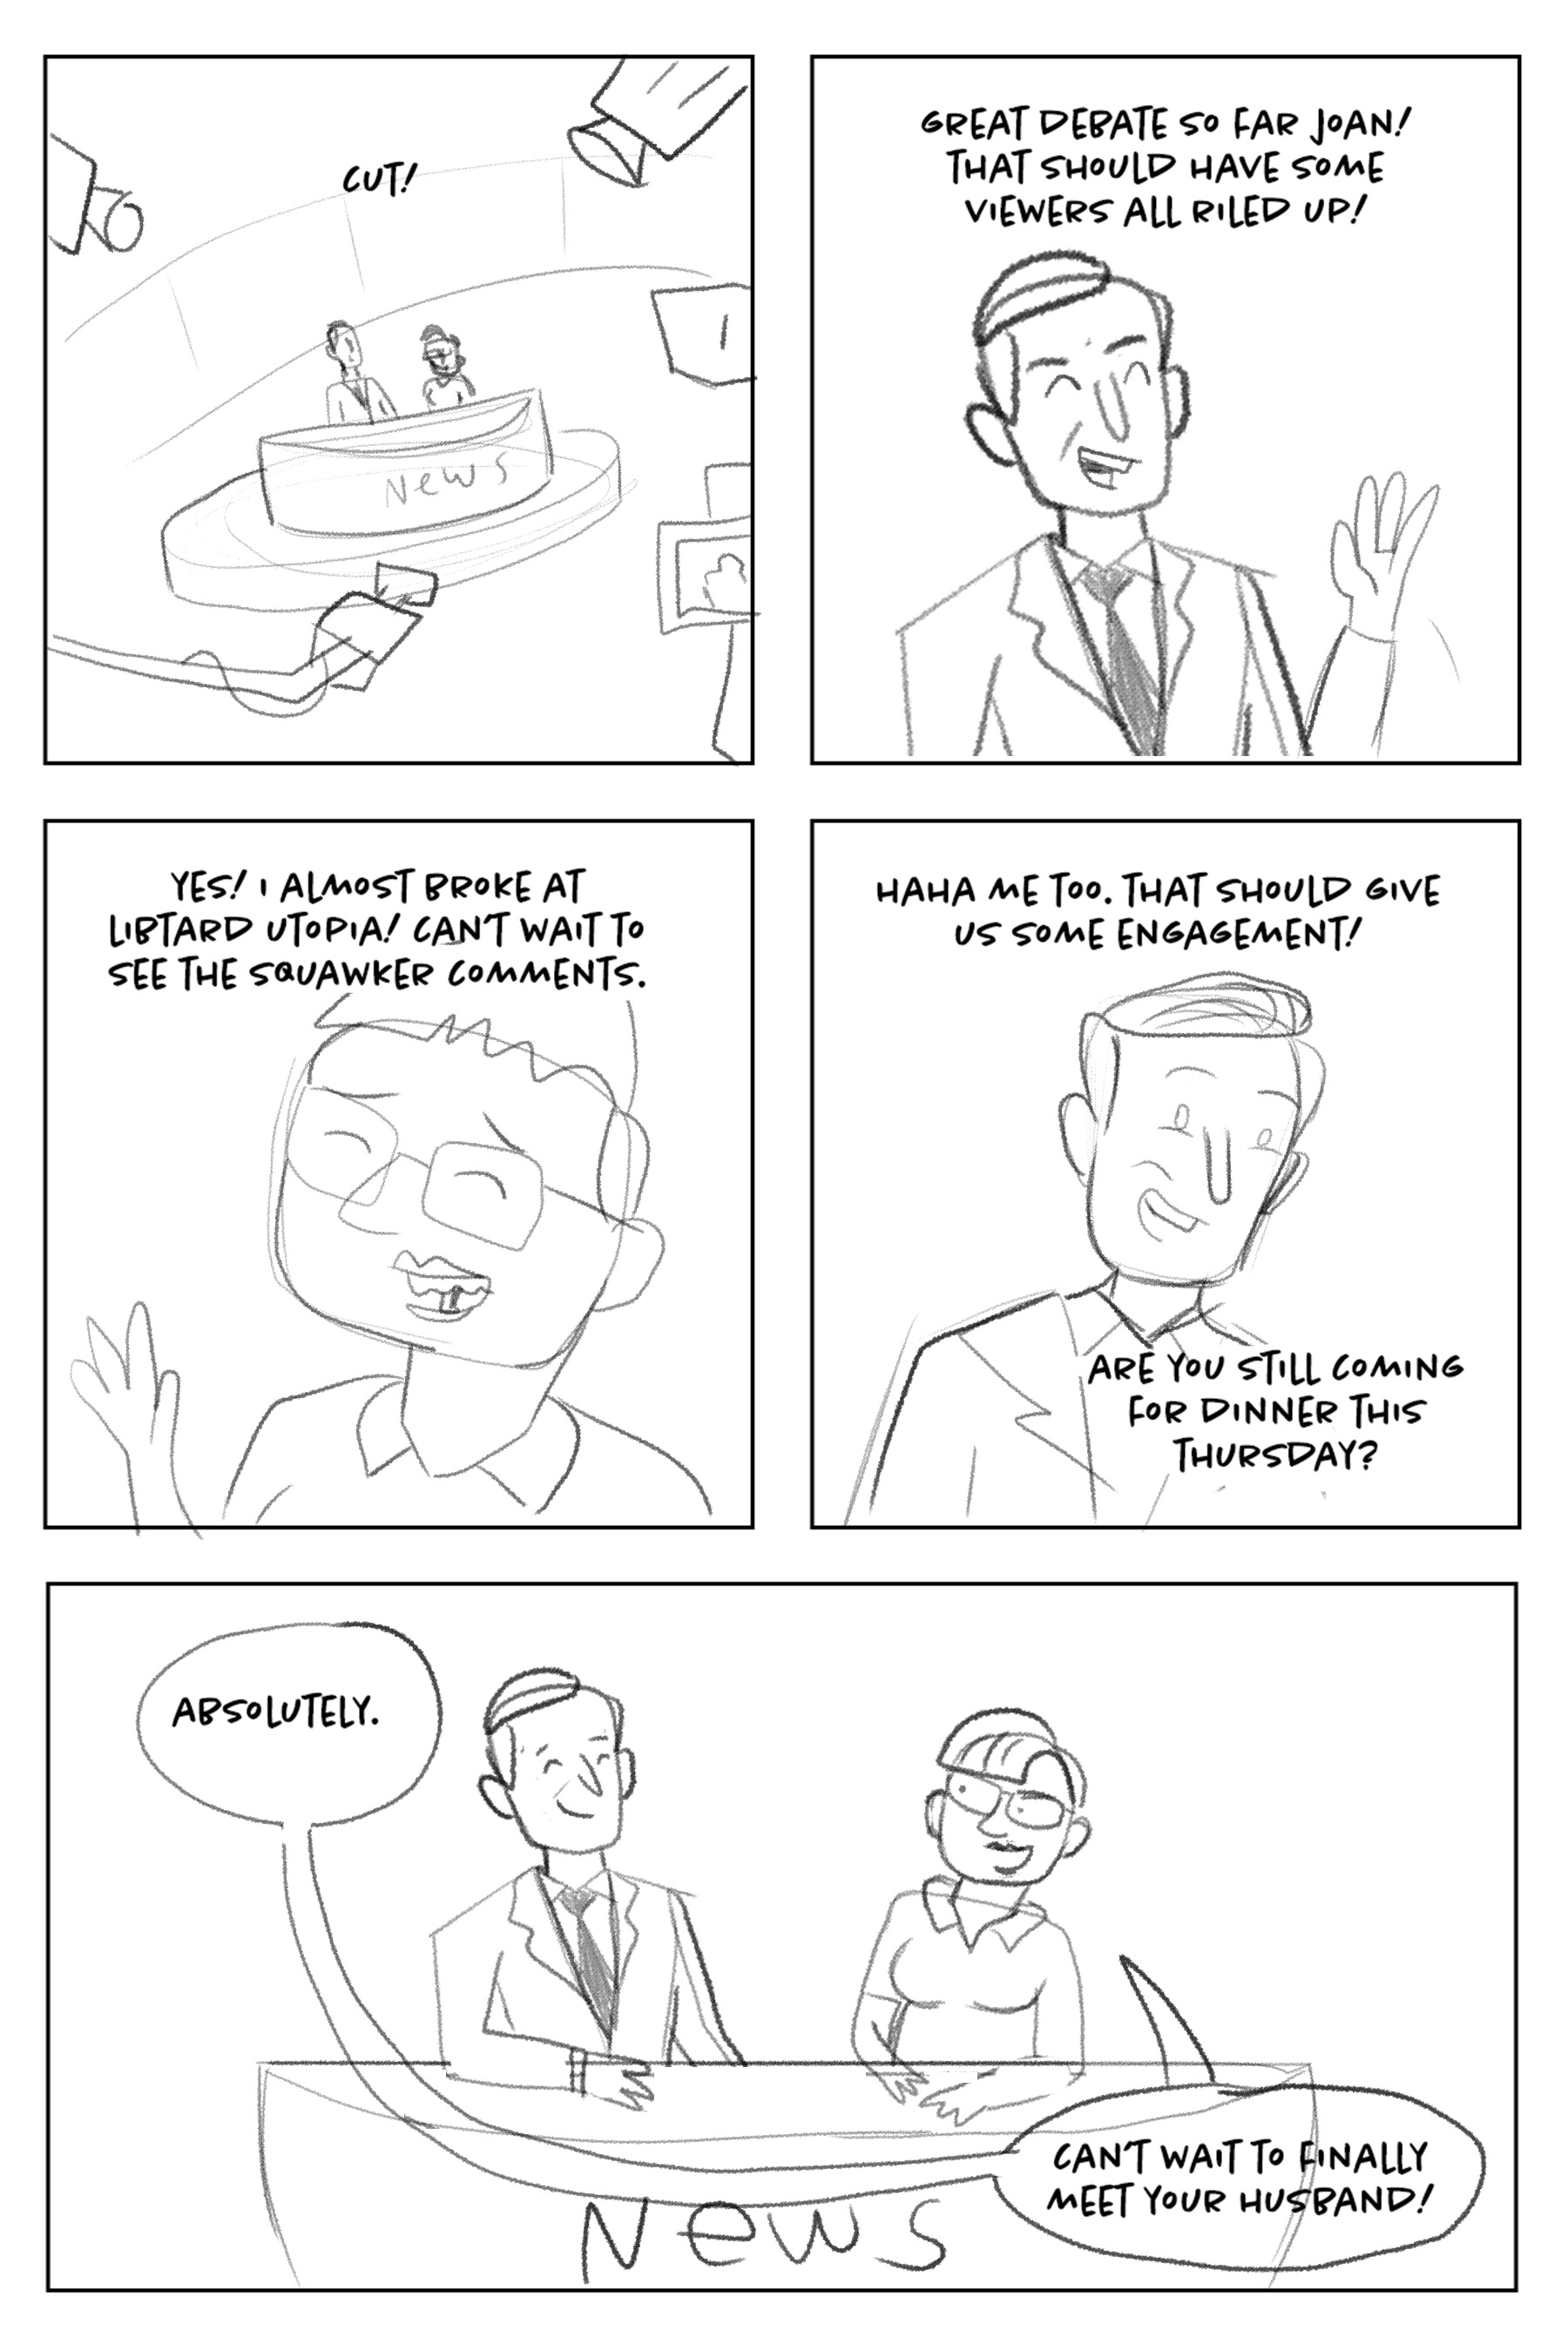 CUT!
NEWS
GREAT DEBATE SO FAR JOAN!
THAT SHOULD HAVE SOME
VIEWERS ALL RILED UP!
YES! I ALMOST BROKE AT
LIBTARD UTOPIA! CAN'T WAIT TO
SEE THE SQUAWKER COMMENTS.
HAHA ME TOO. THAT SHOULD GIVE
US SOME ENGAGEMENT!
ARE YOU STILL COMING
FOR DINNER THIS
THURSDAY?
ABSOLUTELY.
CAN'T WAIT TO FINALLY
MEET YOUR HUSBAND!
News